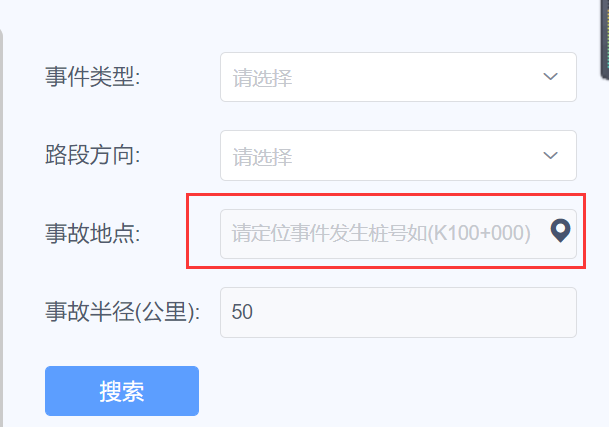 事件类型:
请选择
路段方向:
请选择
事故地点:
请定位事件发生桩号如(K100+000)
事故半径(公里):
50
搜索